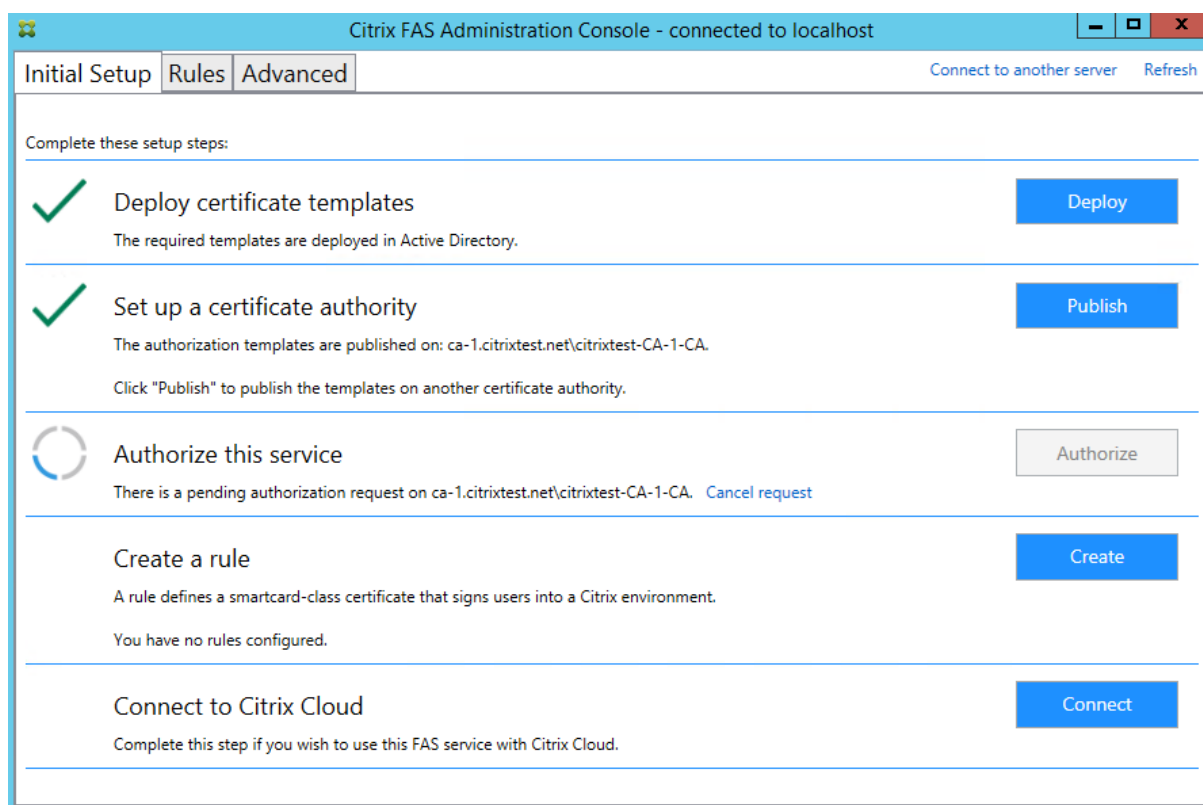 Citrix FAS Administration Console - connected to localhost
Initial Setup Rules Advanced Connect to another server Refresh
Complete these setup steps:
Deploy certificate templates
Deploy
The required templates are deployed in Active Directory.
Set up a certificate authority
Publish
The authorization templates are published on: ca-1.citrixtest.net\citrixtest-CA-1-CA.
Click "Publish" to publish the templates on another certificate authority.
Authorize this service
Authorize
There is a pending authorization request on ca-1.citrixtest.net\citrixtest-CA-1-CA. Cancel request
Create a rule
Create
A rule defines a smartcard-class certificate that signs users into a Citrix environment.
You have no rules configured.
Connect to Citrix Cloud
Connect
Complete this step if you wish to use this FAS service with Citrix Cloud.